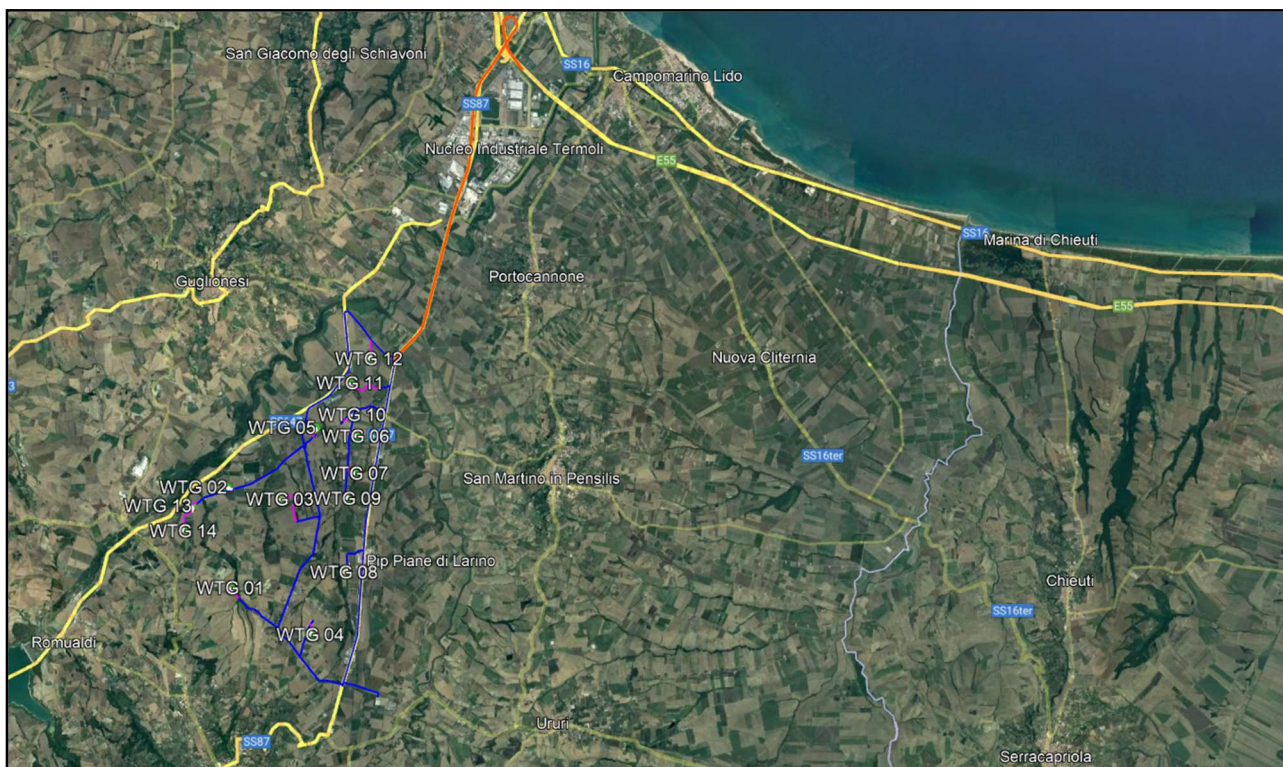 San Giacomo degli Schiavoni
SS16
Campomarino Lido
SS87
Nucleo Industriale Termoli
E55
SS16
Marina di Chieuti
Portocannone
Guglionesi
E55
WTG 12
Nuova Cliternia
WTG 11
WTG 10
WTG 05
WTG 06
SS16ter
WTG 07
San Martino in Pensilis
WTG 02
WTG 03
WTG 09
WTG 13
WTG 14
Pip Piane di Larino
WTG 08
WTG 01
Chieuti
SS16ter
WTG 04
Romualdi
Ururi
SS87
Serracapriola